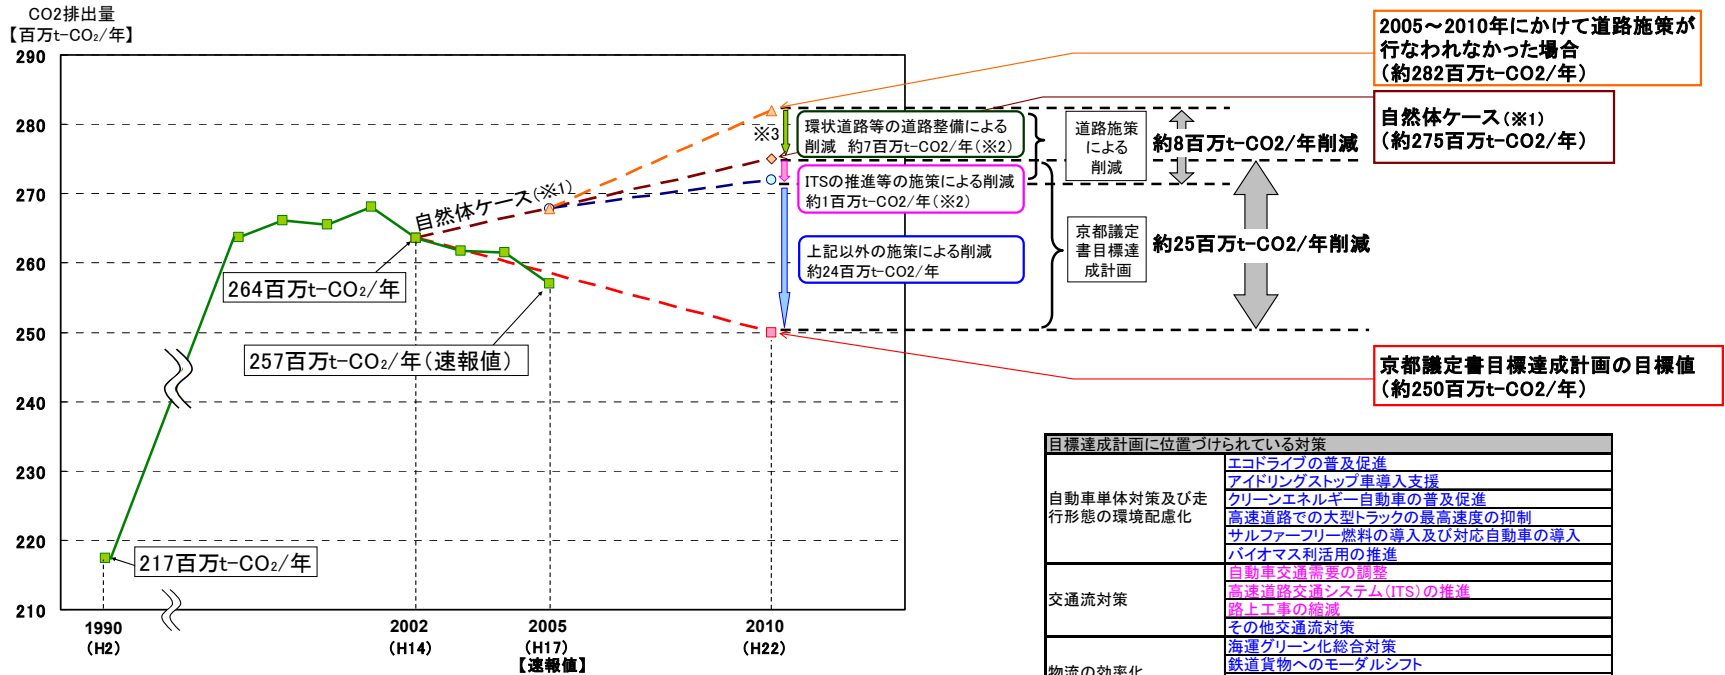 CO2排出量
【百万t-CO₂/年】
290
280
270
260
250
240
230
220
210
1990
(H2)
2002
(H14)
2005
(H17)
【速報値】
2010
(H22)
217百万t-CO₂/年
264百万t-CO₂/年
257百万t-CO₂/年(速報値)
自然体ケース(※1)
※3
環状道路等の道路整備による
削減 約7百万t-CO2/年(※2)
ITSの推進等の施策による削減
約1百万t-CO2/年(※2)
上記以外の施策による削減
約24百万t-CO2/年
道路施策
による
削減
京都議定
書目標達
成計画
約8百万t-CO2/年削減
約25百万t-CO2/年削減
2005～2010年にかけて道路施策が
行なわれなかった場合
(約282百万t-CO2/年)
自然体ケース(※1)
(約275百万t-CO2/年)
京都議定書目標達成計画の目標値
(約250百万t-CO2/年)
目標達成計画に位置づけられている対策
自動車単体対策及び走
行形態の環境配慮化
エコドライブの普及促進
アイドリングストップ車導入支援
クリーンエネルギー自動車の普及促進
高速道路での大型トラックの最高速度の抑制
サルファーフリー燃料の導入及び対応自動車の導入
バイオマス利活用の推進
交通流対策
自動車交通需要の調整
高速道路交通システム(ITS)の推進
路上工事の縮減
その他交通流対策
物流の効率化
海運グリーン化総合対策
鉄道貨物へのモーダルシフト